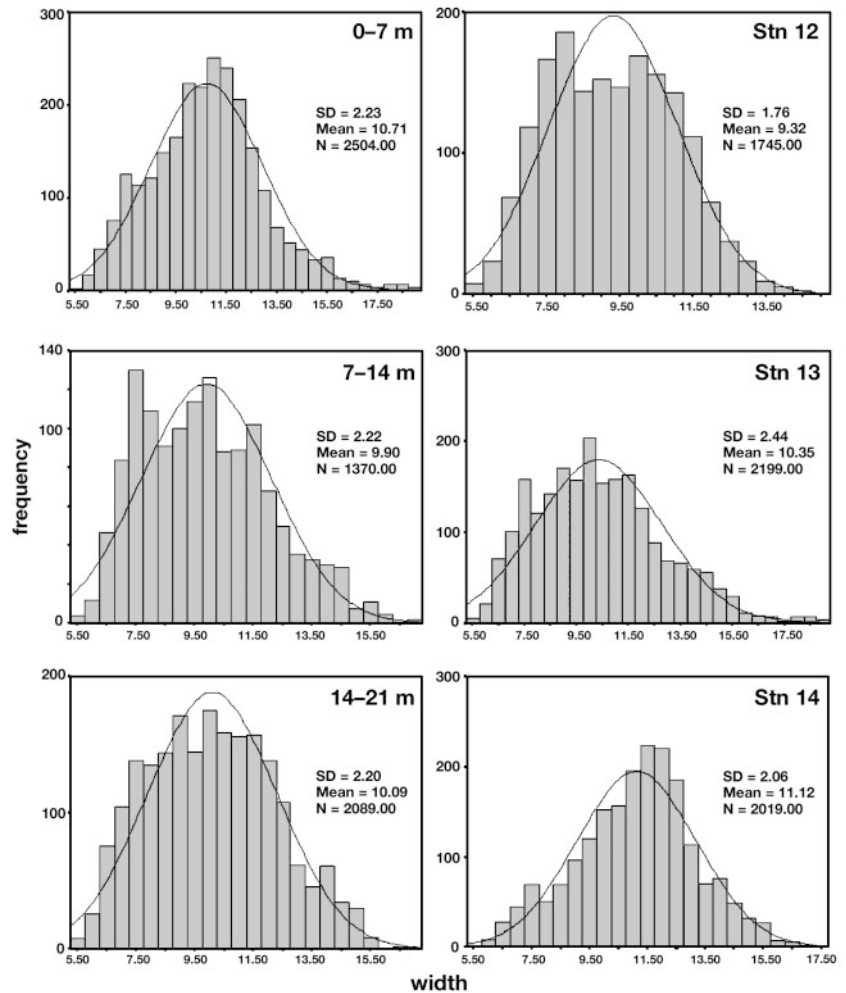 0–7 m
SD = 2.23
Mean = 10.71
N = 2504.00
300
200
100
0
5.50 7.50 9.50 11.50 13.50 15.50 17.50
Stn 12
SD = 1.76
Mean = 9.32
N = 1745.00
200
100
0
5.50 7.50 9.50 11.50 13.50
7–14 m
SD = 2.22
Mean = 9.90
N = 1370.00
140
100
60
0
5.50 7.50 9.50 11.50 13.50 15.50
Stn 13
SD = 2.44
Mean = 10.35
N = 2199.00
300
200
100
0
5.50 7.50 9.50 11.50 13.50 15.50 17.50
frequency
14–21 m
SD = 2.20
Mean = 10.09
N = 2089.00
200
100
0
5.50 7.50 9.50 11.50 13.50 15.50
Stn 14
SD = 2.06
Mean = 11.12
N = 2019.00
300
200
100
0
5.50 7.50 9.50 11.50 13.50 15.50 17.50
width